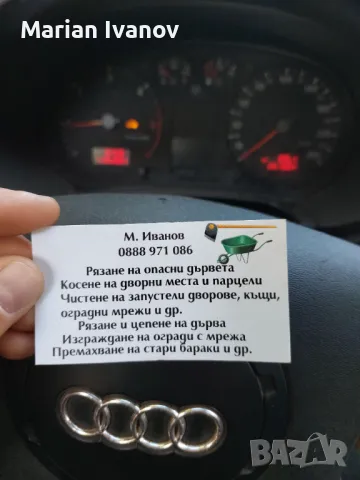 Marian Ivanov
М. Иванов
0888 971 086
Рязане на опасни дървета
Косене на дворни места и парцели
Чистене на запустели дворове, къщи,
оградни мрежи и др.
Рязане и цепене на дърва
Изграждане на огради с мрежа
Премахване на стари бараки и др.
BAZAR